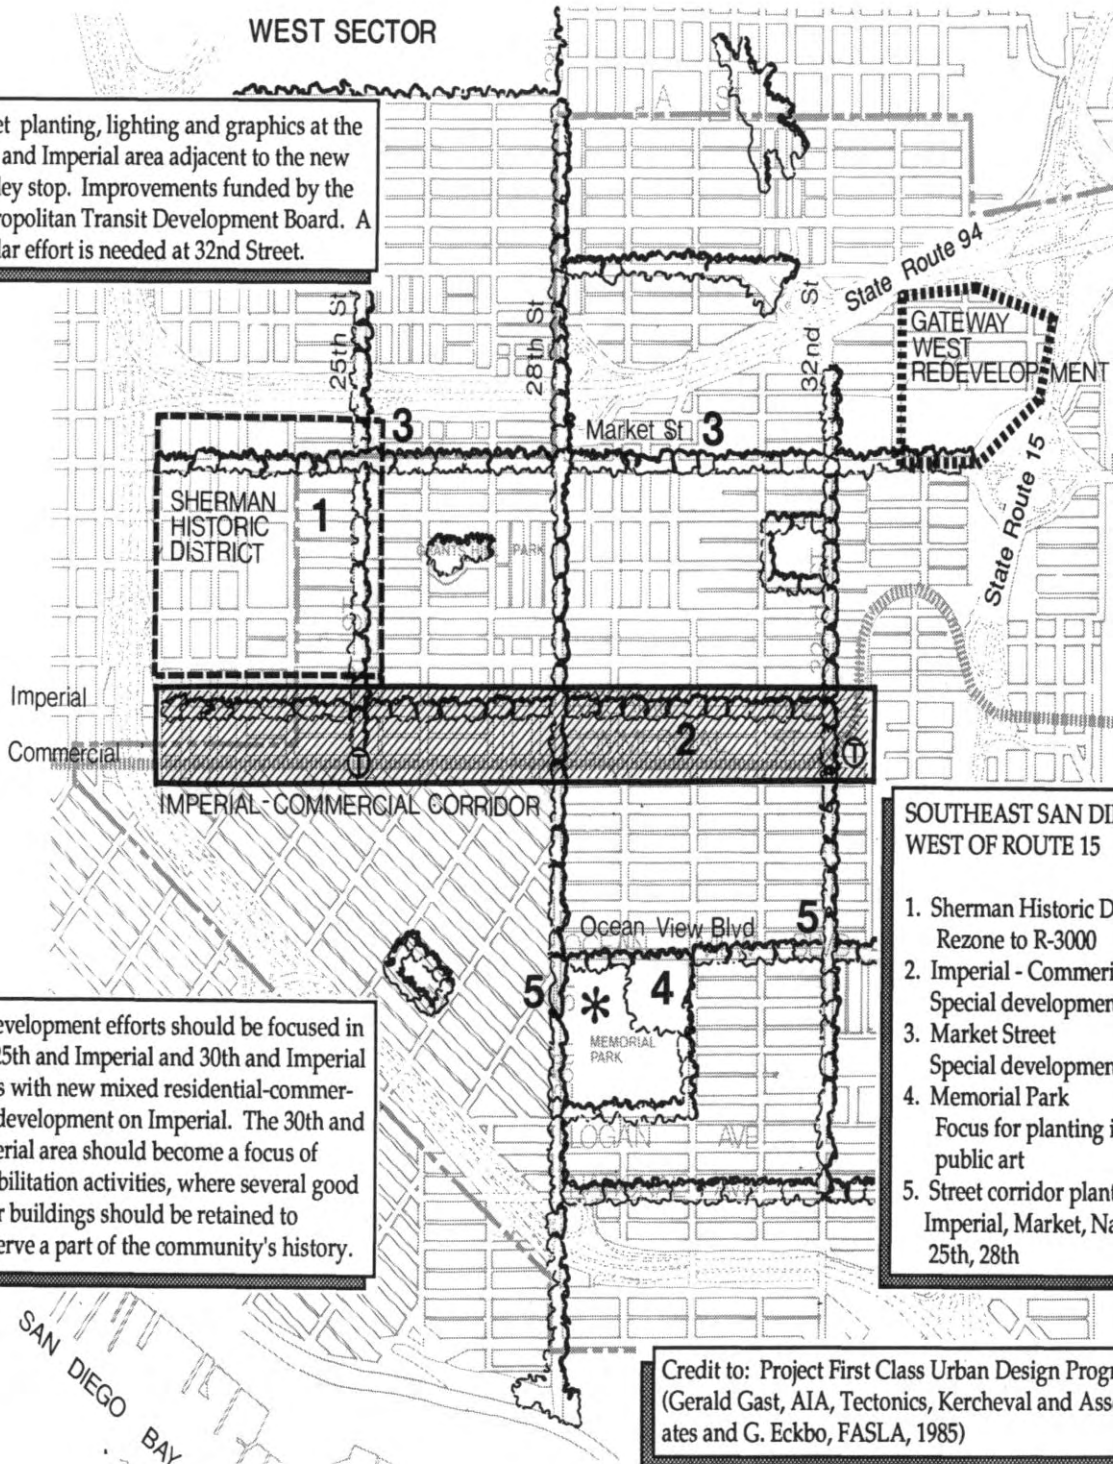 WEST SECTOR
et planting, lighting and graphics at the
and Imperial area adjacent to the new
ley stop. Improvements funded by the
ropolitan Transit Development Board. A
lar effort is needed at 32nd Street.
A ST
State Route 94
25th St
28th St
32nd St
GATEWAY
WEST
REDEVELOPMENT
3
Market St 3
State Route 15
SHERMAN
HISTORIC
DISTRICT
1
PARK
Imperial
Commercial
2
T
T
IMPERIAL-COMMERCIAL CORRIDOR
SOUTHEAST SAN DI
WEST OF ROUTE 15
1. Sherman Historic D
Rezone to R-3000
2. Imperial - Commeri
Special developmen
3. Market Street
Special developmen
4. Memorial Park
Focus for planting i
public art
5. Street corridor plant
Imperial, Market, Na
25th, 28th
Ocean View Blvd
5
5
4
MEMORIAL
PARK
LOGAN AVE
evelopment efforts should be focused in
25th and Imperial and 30th and Imperial
s with new mixed residential-commer-
development on Imperial. The 30th and
erial area should become a focus of
bilitation activities, where several good
r buildings should be retained to
erve a part of the community's history.
SAN DIEGO BAY
Credit to: Project First Class Urban Design Progr
(Gerald Gast, AIA, Tectonics, Kercheval and Ass
ates and G. Eckbo, FASLA, 1985)